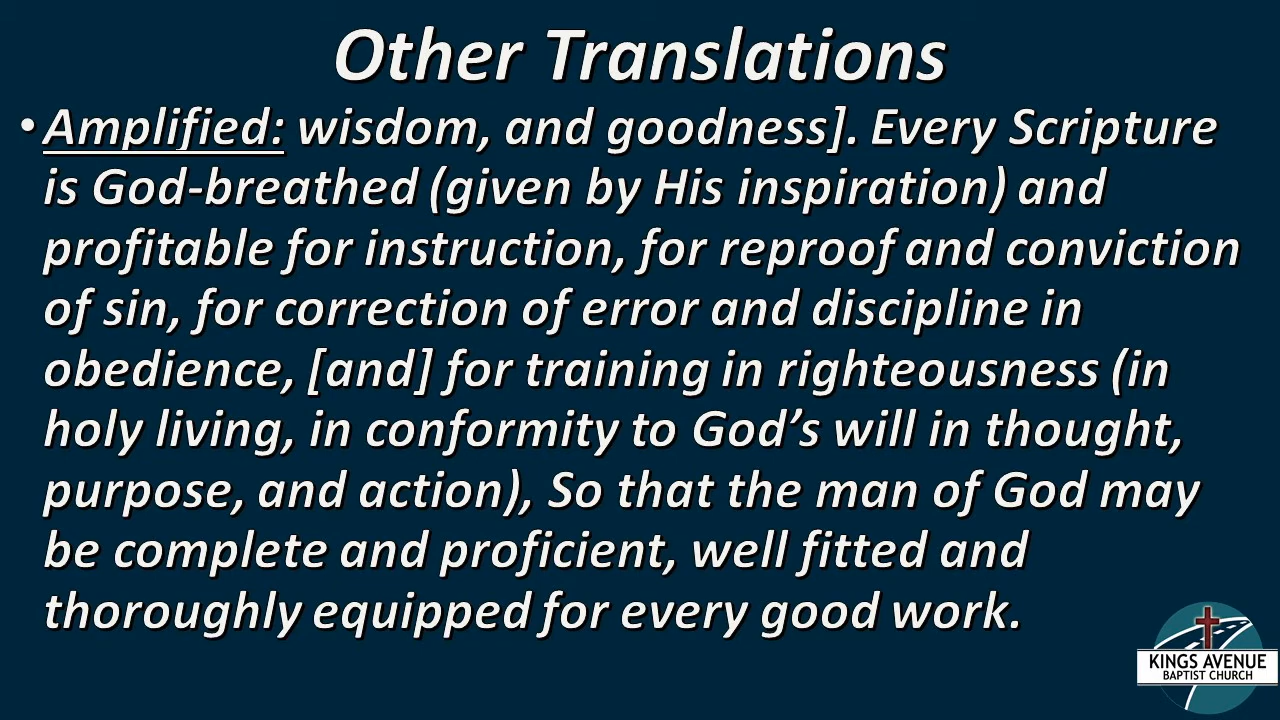 Other Translations
• Amplified: wisdom, and goodness]. Every Scripture
is God-breathed (given by His inspiration) and
profitable for instruction, for reproof and conviction
of sin, for correction of error and discipline in
obedience, [and] for training in righteousness (in
holy living, in conformity to God’s will in thought,
purpose, and action), So that the man of God may
be complete and proficient, well fitted and
thoroughly equipped for every good work.
KINGS AVENUE
BAPTIST CHURCH